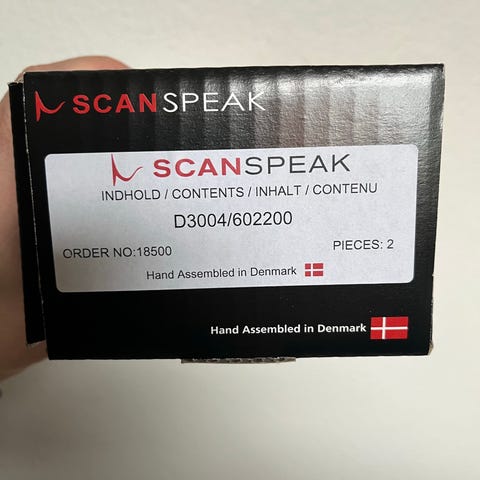 SCANSPEAK
SCANSPEAK
INDHOLD / CONTENTS / INHALT / CONTENU
D3004/602200
ORDER NO:18500 PIECES: 2
Hand Assembled in Denmark
Hand Assembled in Denmark